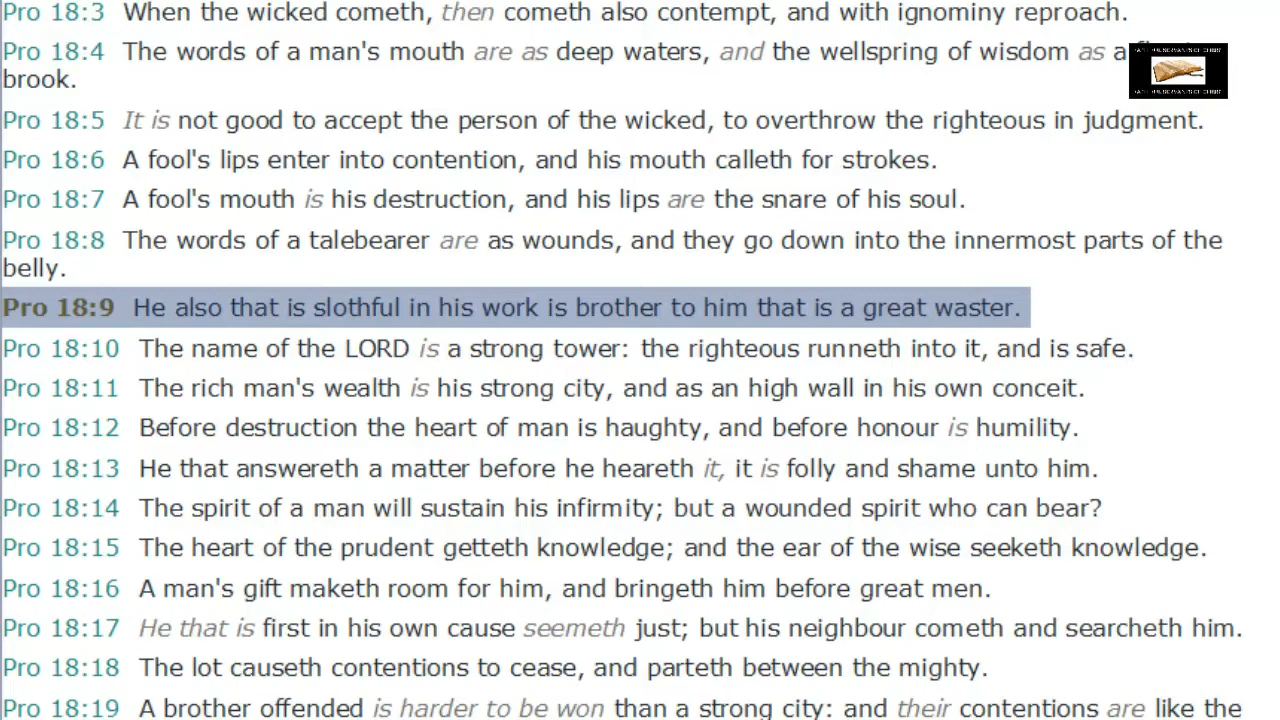 Pro 18:3 When the wicked cometh, then cometh also contempt, and with ignominy reproach.
Pro 18:4 The words of a man's mouth are as deep waters, and the wellspring of wisdom as a
brook.
Pro 18:5 It is not good to accept the person of the wicked, to overthrow the righteous in judgment.
Pro 18:6 A fool's lips enter into contention, and his mouth calleth for strokes.
Pro 18:7 A fool's mouth is his destruction, and his lips are the snare of his soul.
Pro 18:8 The words of a talebearer are as wounds, and they go down into the innermost parts of the
belly.
Pro 18:9 He also that is slothful in his work is brother to him that is a great waster.
Pro 18:10 The name of the LORD is a strong tower: the righteous runneth into it, and is safe.
Pro 18:11 The rich man's wealth is his strong city, and as an high wall in his own conceit.
Pro 18:12 Before destruction the heart of man is haughty, and before honour is humility.
Pro 18:13 He that answereth a matter before he heareth it, it is folly and shame unto him.
Pro 18:14 The spirit of a man will sustain his infirmity; but a wounded spirit who can bear?
Pro 18:15 The heart of the prudent getteth knowledge; and the ear of the wise seeketh knowledge.
Pro 18:16 A man's gift maketh room for him, and bringeth him before great men.
Pro 18:17 He that is first in his own cause seemeth just; but his neighbour cometh and searcheth him.
Pro 18:18 The lot causeth contentions to cease, and parteth between the mighty.
Pro 18:19 A brother offended is harder to be won than a strong city: and their contentions are like the